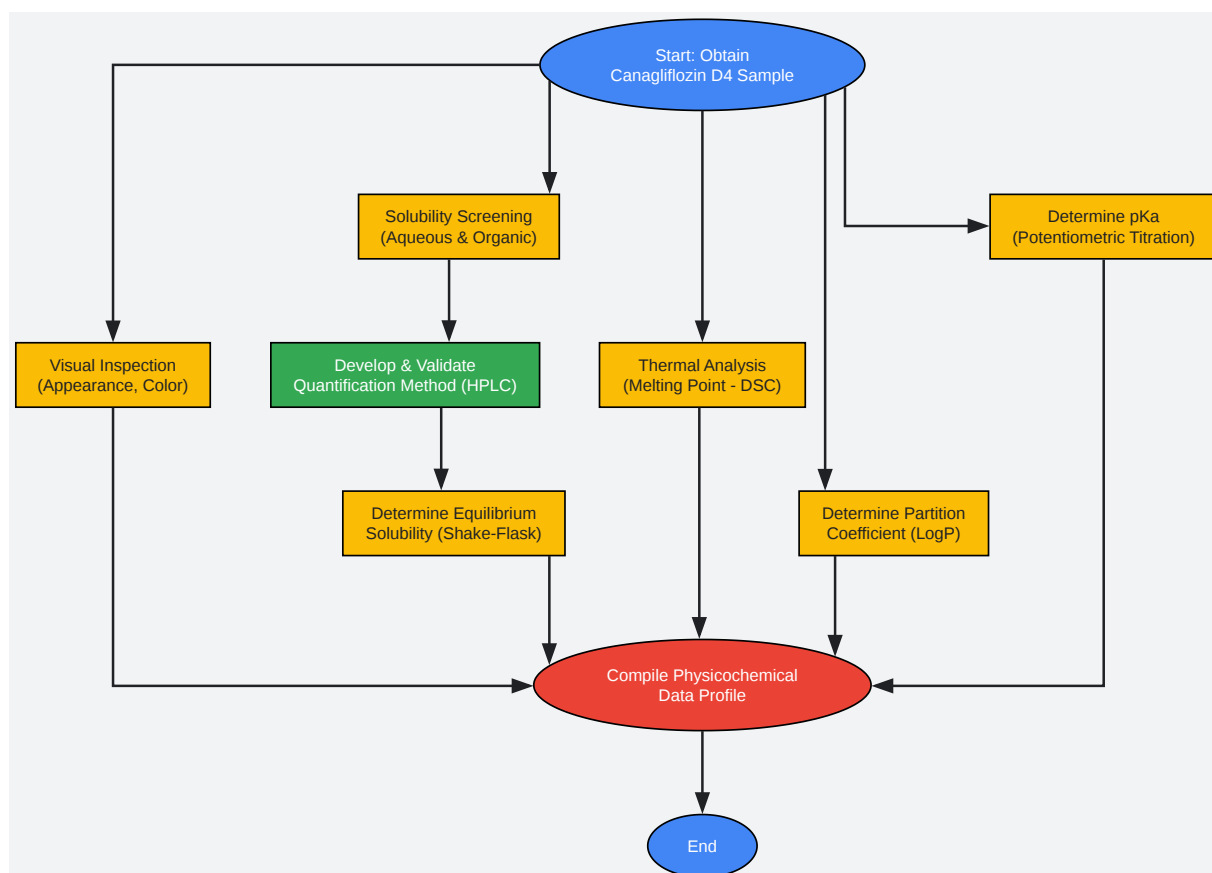 Start: Obtain
Canagliflozin D4 Sample
Solubility Screening
(Aqueous & Organic)
Determine pKa
(Potentiometric Titration)
Visual Inspection
(Appearance, Color)
Develop & Validate
Quantification Method (HPLC)
Thermal Analysis
(Melting Point - DSC)
Determine Equilibrium
Solubility (Shake-Flask)
Determine Partition
Coefficient (LogP)
Compile Physicochemical
Data Profile
End